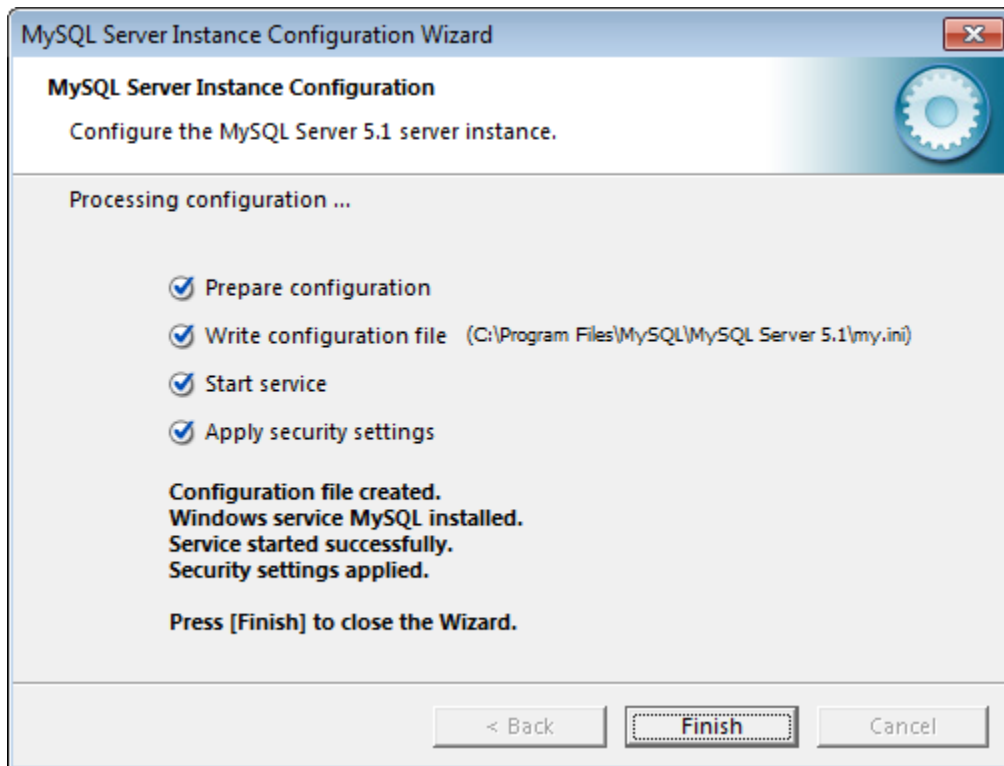 MySQL Server Instance Configuration Wizard
MySQL Server Instance Configuration
Configure the MySQL Server 5.1 server instance.
Processing configuration ...
Prepare configuration
Write configuration file (C:\Program Files\MySQL\MySQL Server 5.1\my.ini)
Start service
Apply security settings
Configuration file created.
Windows service MySQL installed.
Service started successfully.
Security settings applied.
Press [Finish] to close the Wizard.
< Back Finish Cancel